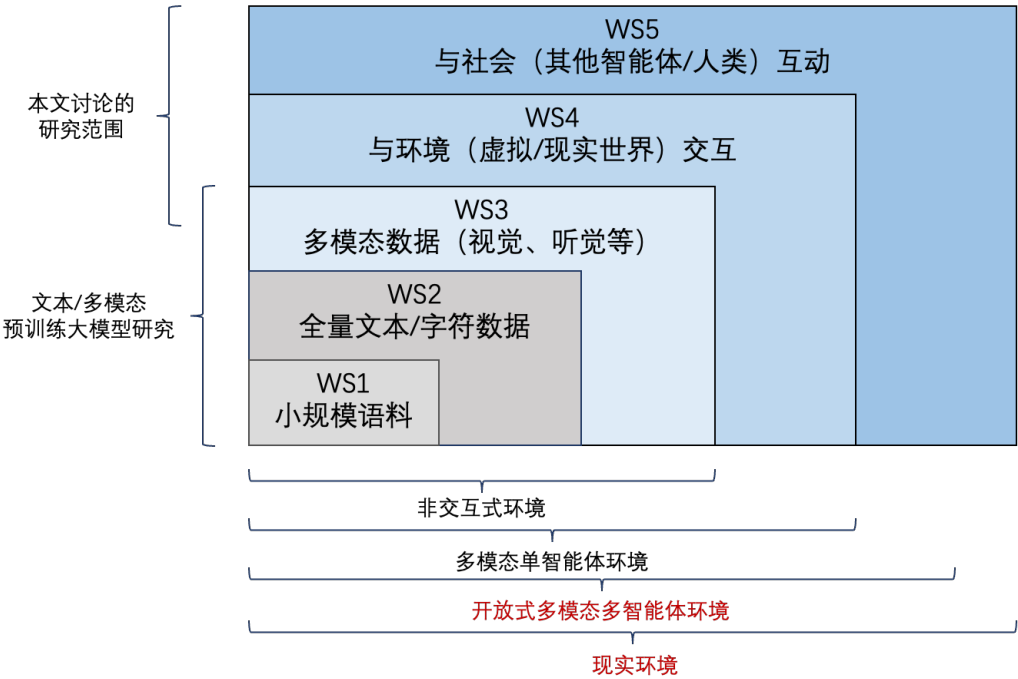 WS5
与社会（其他智能体/人类）互动
本文讨论的
研究范围
WS4
与环境（虚拟/现实世界）交互
WS3
多模态数据（视觉、听觉等）
文本/多模态
预训练大模型研究
WS2
全量文本/字符数据
WS1
小规模语料
非交互式环境
多模态单智能体环境
开放式多模态多智能体环境
现实环境